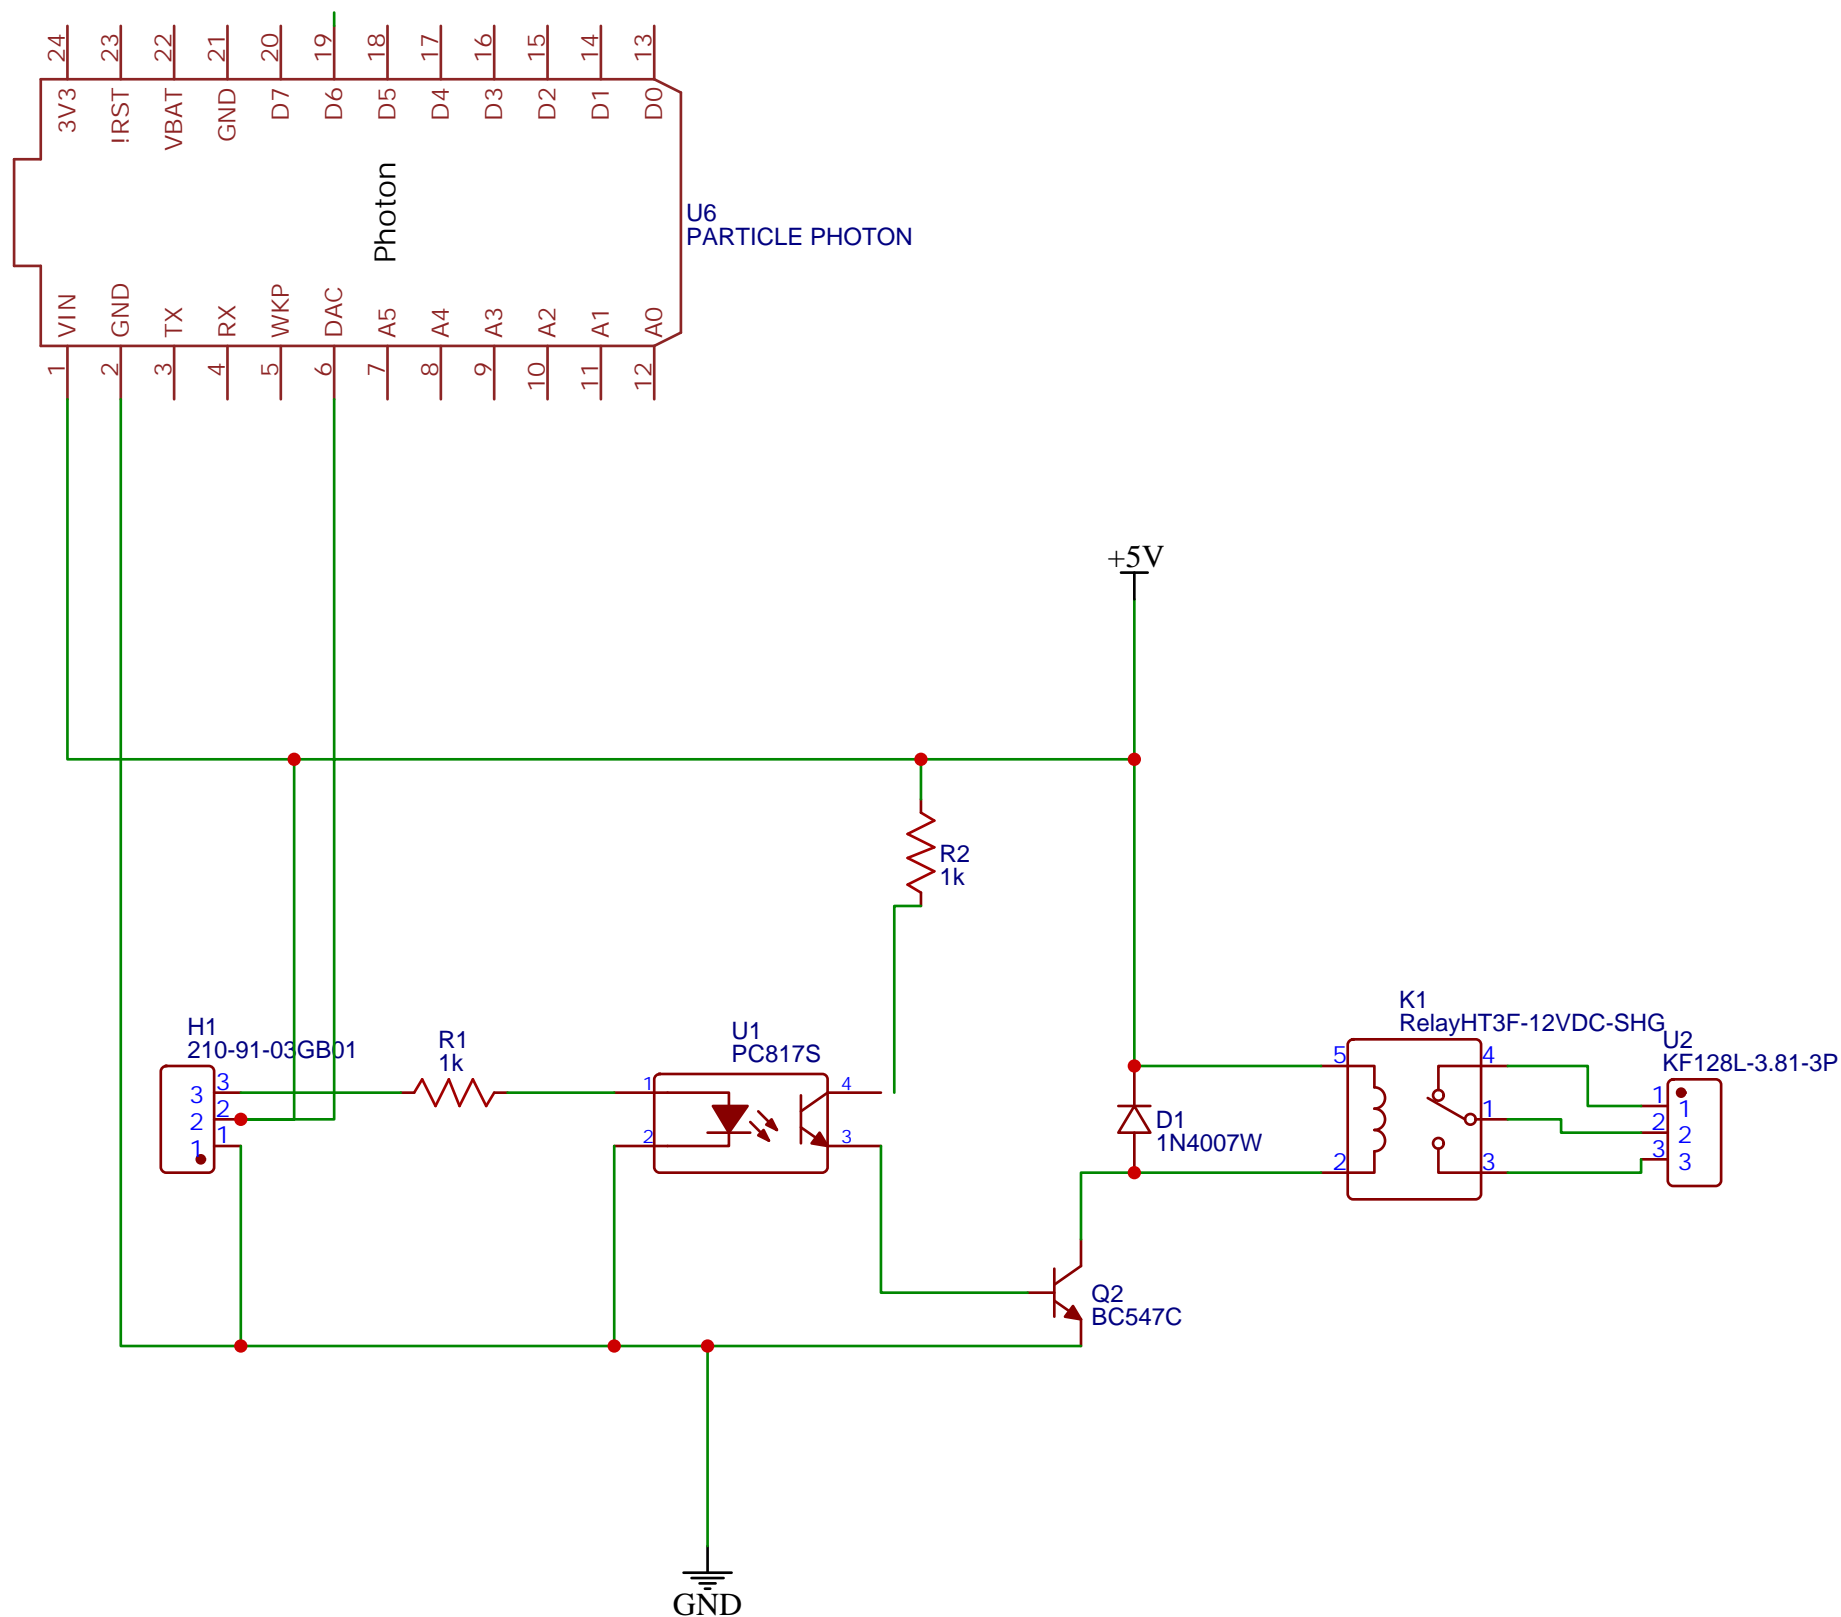 24 23 22 21 20 19 18 17 16 15 14 13
3V3 !RST VBAT GND D7 D6 D5 D4 D3 D2 D1 D0
Photon
U6
PARTICLE PHOTON
VIN GND TX RX WKP DAC A5 A4 A3 A2 A1 A0
1 2 3 4 5 6 7 8 9 10 11 12
+5V
R2
1k
K1
RelayHT3F-12VDC-SHG
5 4
1
2 3
U2
KF128L-3.81-3P
1 1
2 2
3 3
H1
210-91-03GB01
3 3
2 2
1 1
R1
1k
U1
PC817S
1 4
2 3
D1
1N4007W
Q2
BC547C
GND